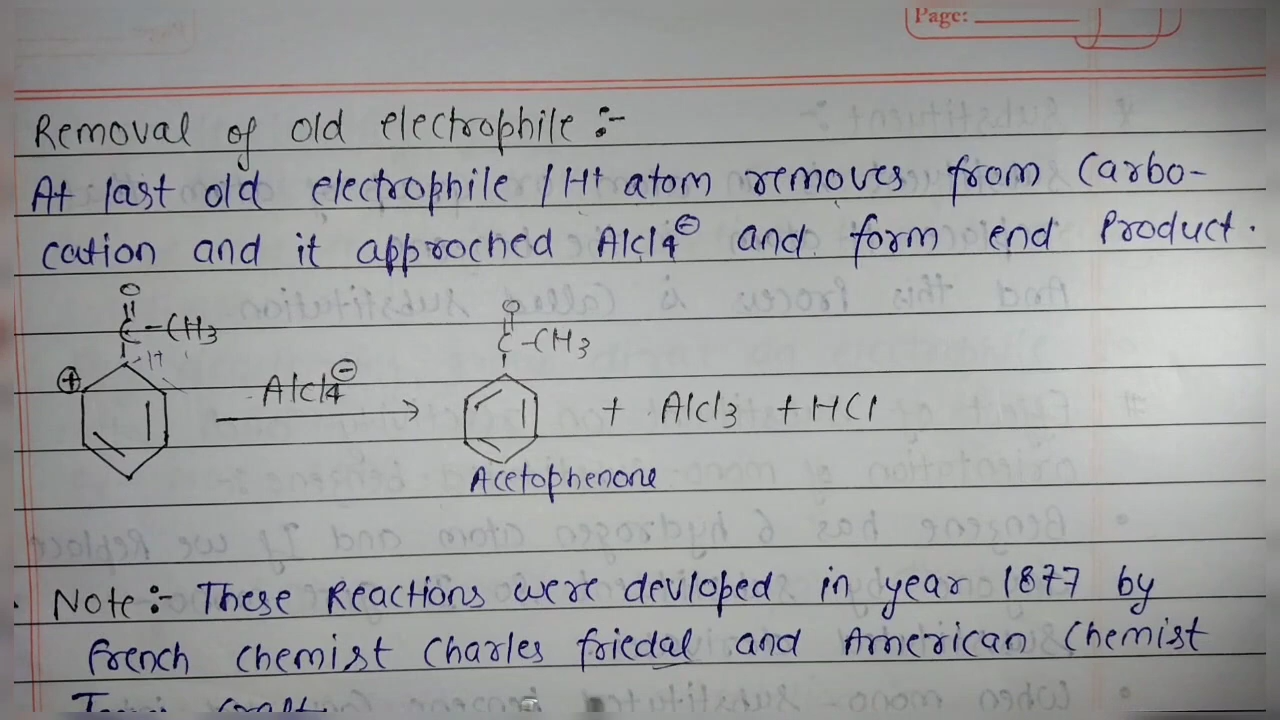 Page:
Removal of old electrophile :-
At last old electrophile / H+ atom removes from Carbo-
cation and it approched AlCl4⊖ and form end Product.
O
C-CH3
H
⊕
AlCl4⊖
O
C-CH3
+ AlCl3 + HCl
Acetophenone
Note :- These Reactions were devloped in year 1877 by
french chemist Charles friedal and American Chemist